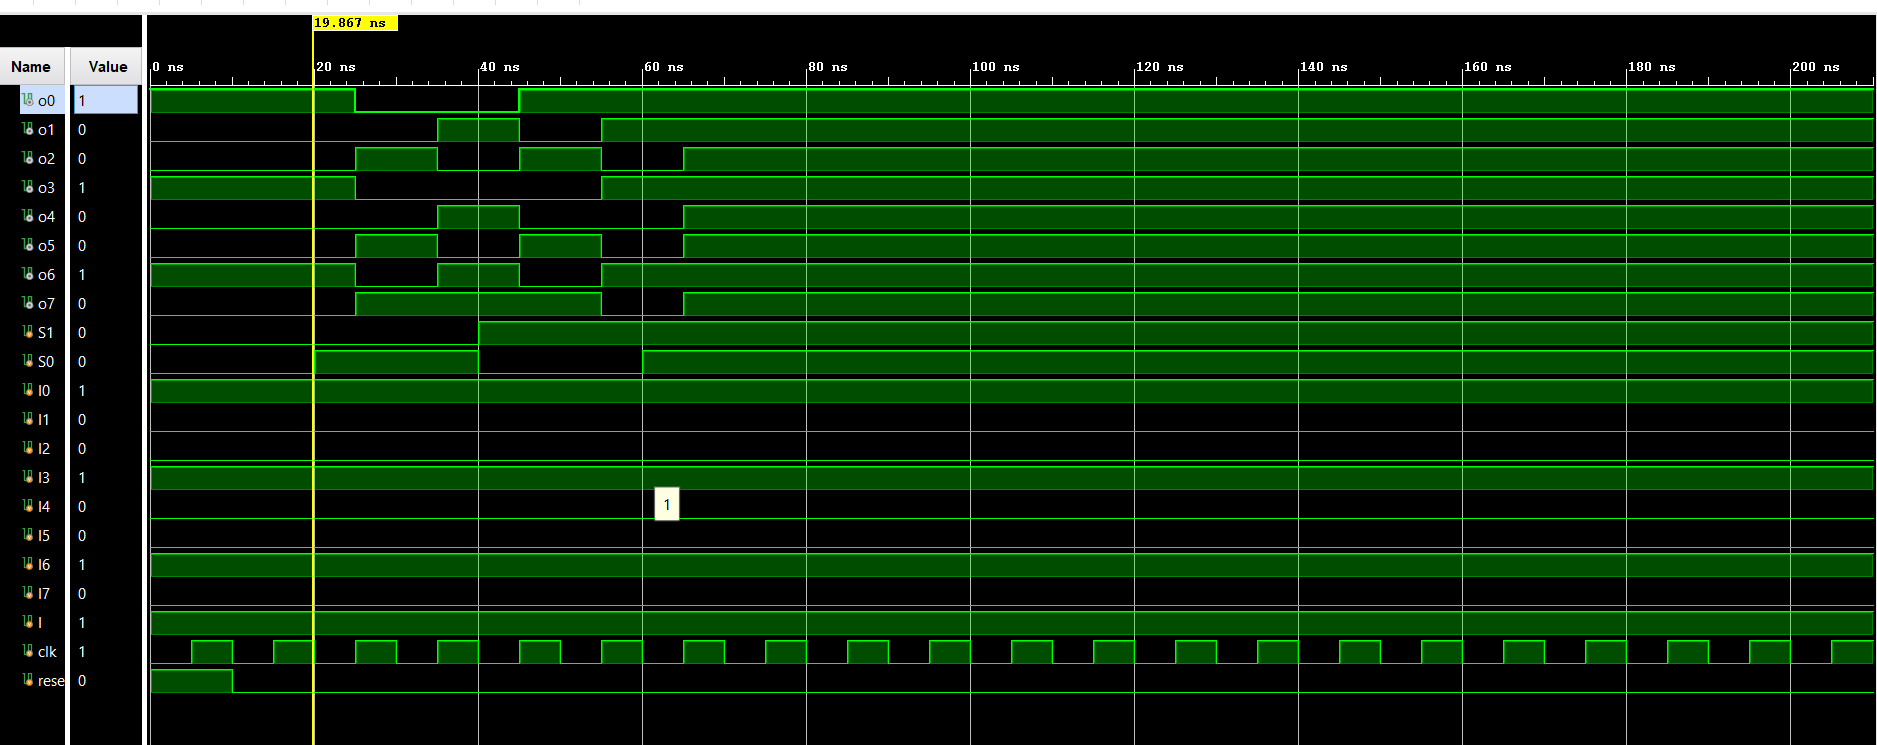 19.867 ns
Name Value
0 ns 20 ns 40 ns 60 ns 80 ns 100 ns 120 ns 140 ns 160 ns 180 ns 200 ns
o0 1
o1 0
o2 0
o3 1
o4 0
o5 0
o6 1
o7 0
S1 0
S0 0
I0 1
I1 0
I2 0
I3 1
I4 0
1
I5 0
I6 1
I7 0
I 1
clk 1
rese 0